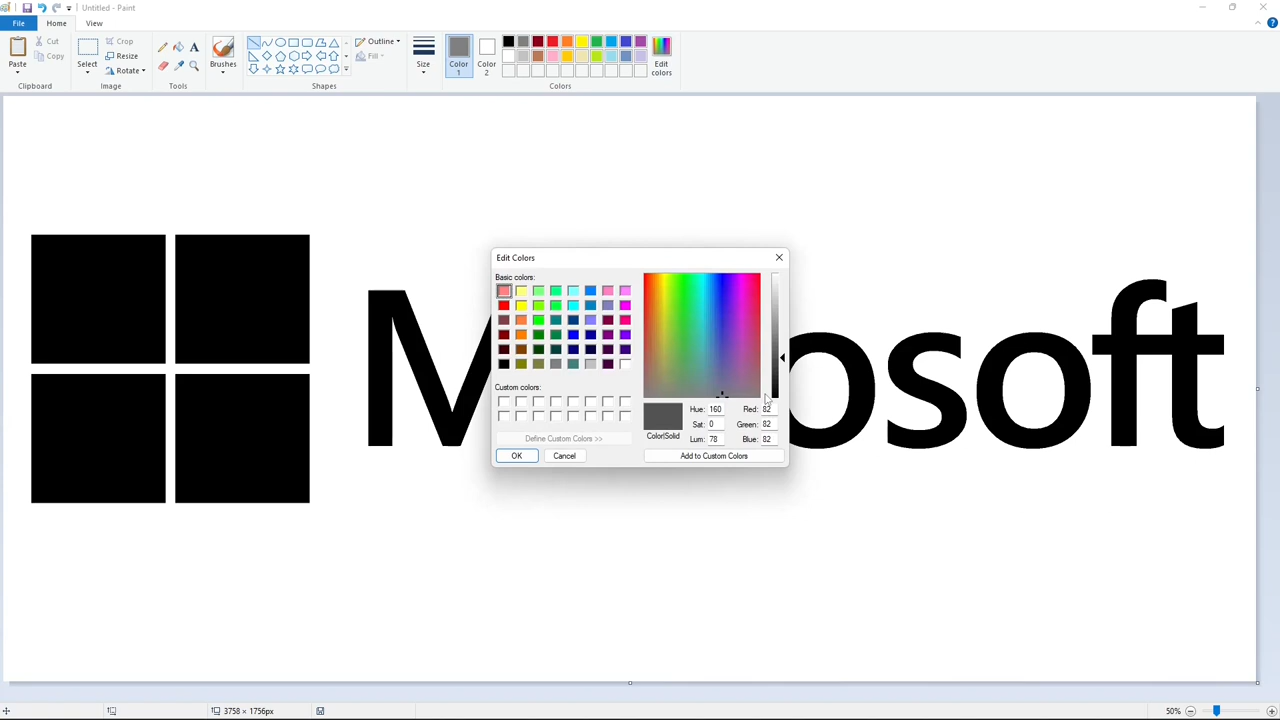 Untitled - Paint
File Home View
Paste
Cut
Copy
Clipboard
Select
Crop
Resize
Rotate
Image
A
Tools
Brushes
Outline
Fill
Shapes
Size
Color 1
Color 2
Edit colors
Colors
Microsoft
Edit Colors
Basic colors:
Custom colors:
Define Custom Colors >>
OK Cancel
Color|Solid
Hue: 160 Red: 82
Sat: 0 Green: 82
Lum: 78 Blue: 82
Add to Custom Colors
3758 × 1756px
50%